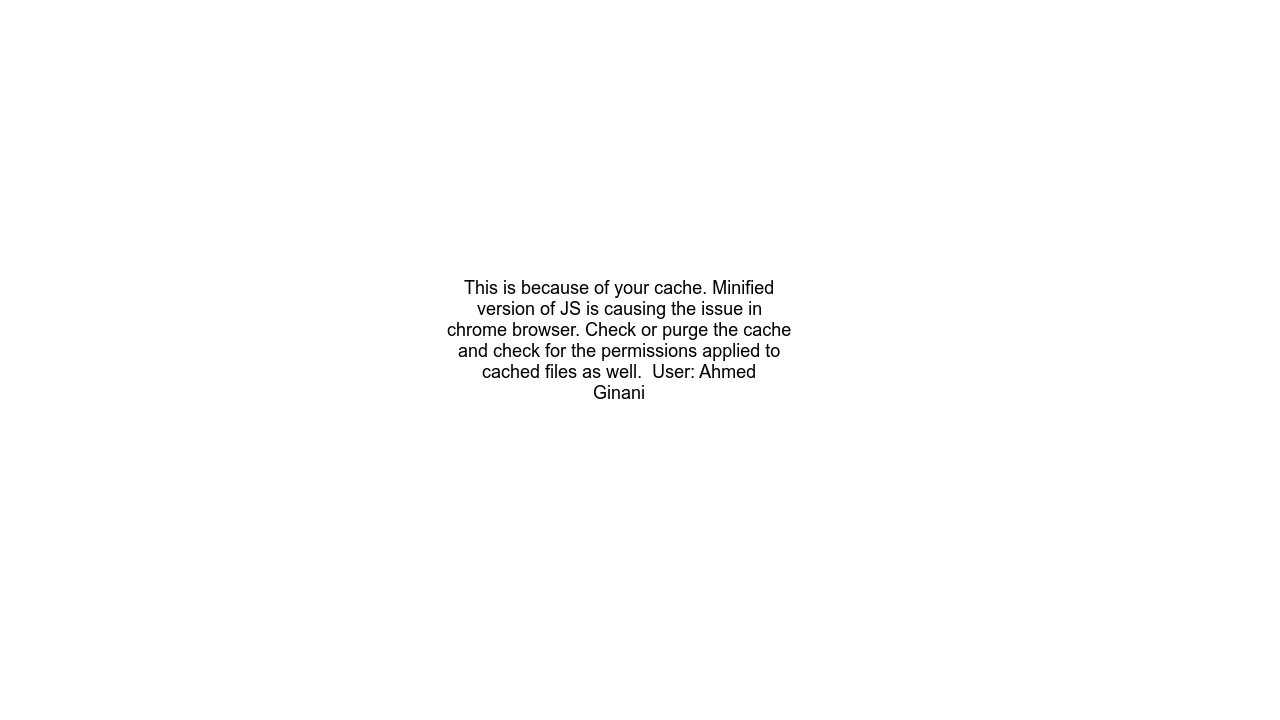 This is because of your cache. Minified
version of JS is causing the issue in
chrome browser. Check or purge the cache
and check for the permissions applied to
cached files as well.  User: Ahmed
Ginani